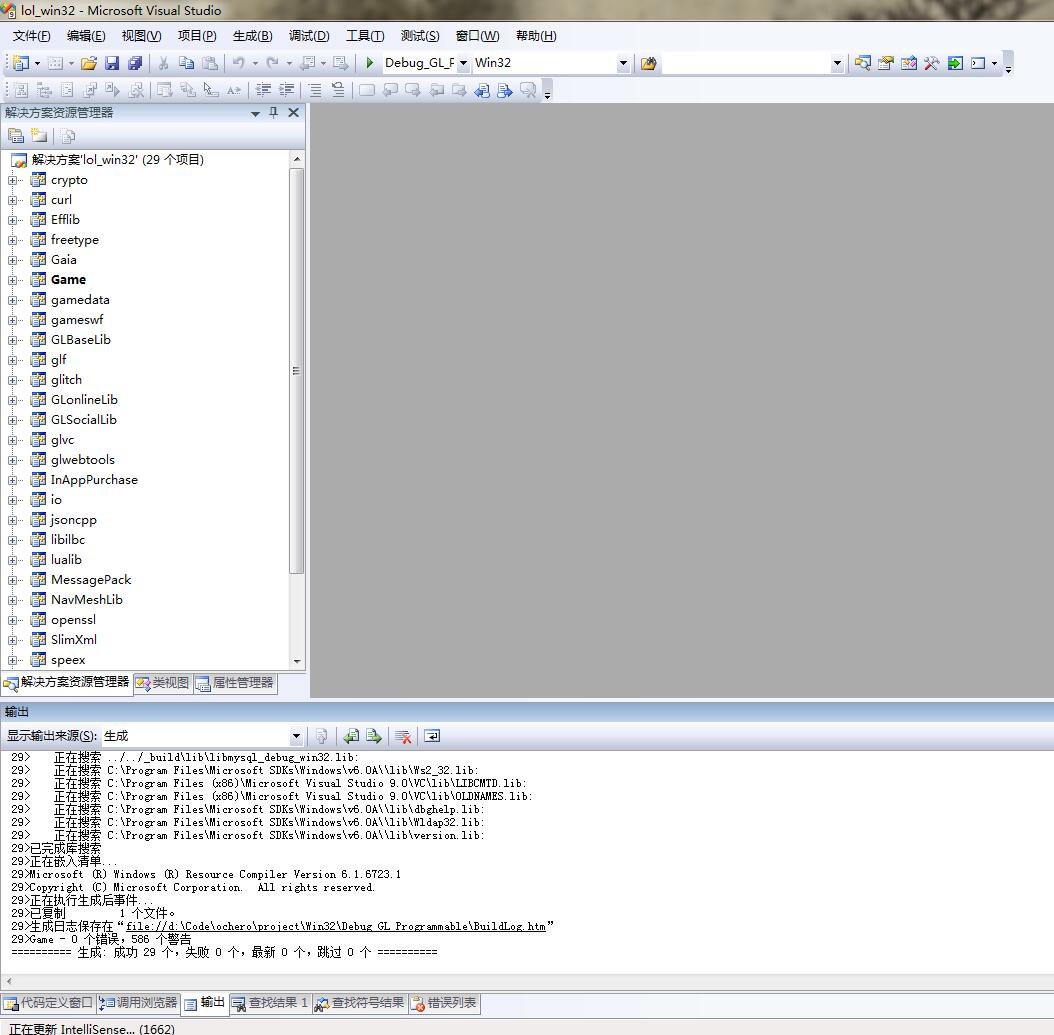 lol_win32 - Microsoft Visual Studio
文件(F) 编辑(E) 视图(V) 项目(P) 生成(B) 调试(D) 工具(T) 测试(S) 窗口(W) 帮助(H)
Debug_GL_F Win32
解决方案资源管理器
解决方案'lol_win32' (29 个项目)
crypto
curl
Efflib
freetype
Gaia
Game
gamedata
gameswf
GLBaseLib
glf
glitch
GLonlineLib
GLSocialLib
glvc
glwebtools
InAppPurchase
io
jsoncpp
libilbc
lualib
MessagePack
NavMeshLib
openssl
SlimXml
speex
解决方案资源管理器 类视图 属性管理器
输出
显示输出来源(S): 生成
29> 正在搜索 ../../_build\lib\libmysql_debug_win32.lib:
29> 正在搜索 C:\Program Files\Microsoft SDKs\Windows\v6.0A\\lib\Ws2_32.lib:
29> 正在搜索 C:\Program Files (x86)\Microsoft Visual Studio 9.0\VC\lib\LIBCMTD.lib:
29> 正在搜索 C:\Program Files (x86)\Microsoft Visual Studio 9.0\VC\lib\OLDNAMES.lib:
29> 正在搜索 C:\Program Files\Microsoft SDKs\Windows\v6.0A\\lib\dbghelp.lib:
29> 正在搜索 C:\Program Files\Microsoft SDKs\Windows\v6.0A\\lib\Wldap32.lib:
29> 正在搜索 C:\Program Files\Microsoft SDKs\Windows\v6.0A\\lib\version.lib:
29>已完成库搜索
29>正在嵌入清单...
29>Microsoft (R) Windows (R) Resource Compiler Version 6.1.6723.1
29>Copyright (C) Microsoft Corporation.  All rights reserved.
29>正在执行生成后事件...
29>已复制 1 个文件。
29>生成日志保存在“file://d:\Code\ochero\project\Win32\Debug GL Programmable\BuildLog.htm”
29>Game - 0 个错误，586 个警告
========== 生成: 成功 29 个，失败 0 个，最新 0 个，跳过 0 个 ==========
代码定义窗口 调用浏览器 输出 查找结果 1 查找符号结果 错误列表
正在更新 IntelliSense... (1662)